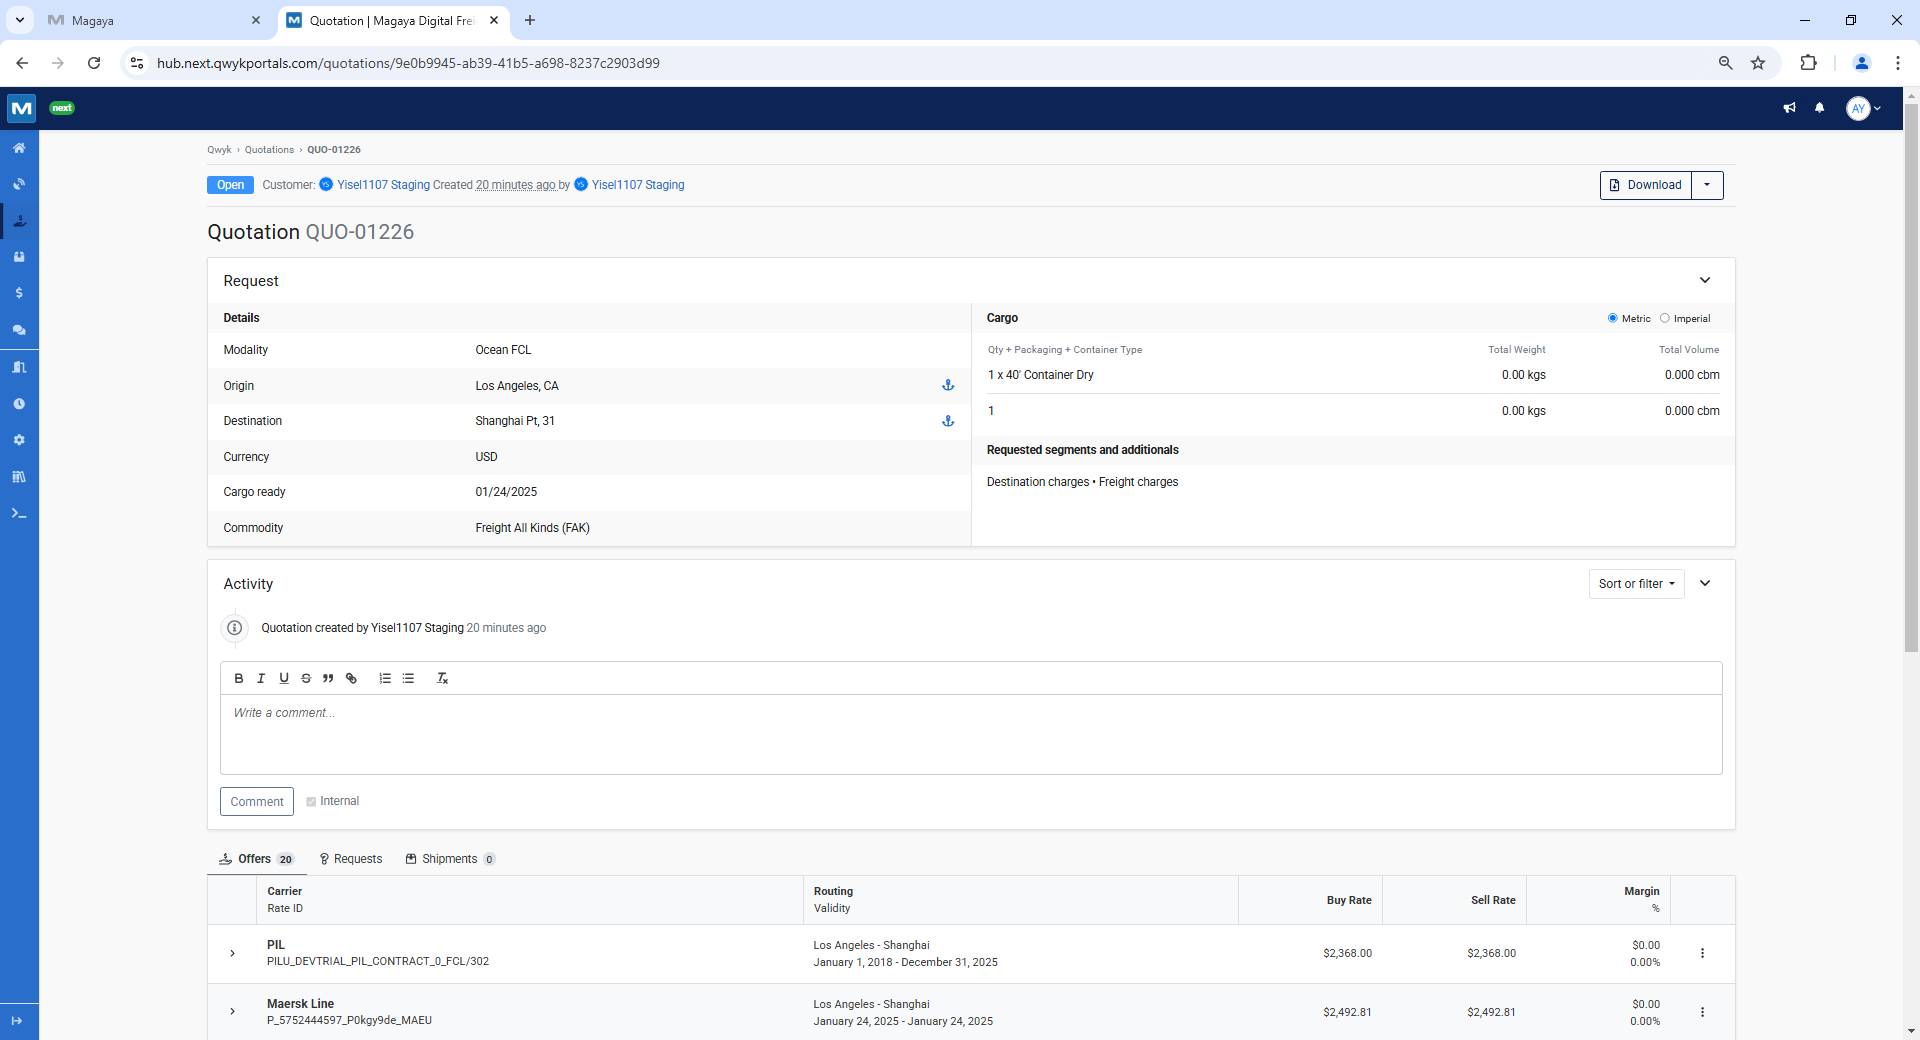 Magaya
Quotation | Magaya Digital Frei
hub.next.qwykportals.com/quotations/9e0b9945-ab39-41b5-a698-8237c2903d99
next
AY
Qwyk › Quotations › QUO-01226
Open Customer: YS Yisel1107 Staging Created 20 minutes ago by YS Yisel1107 Staging
Download
Quotation QUO-01226
Request
Details
Modality Ocean FCL
Origin Los Angeles, CA
Destination Shanghai Pt, 31
Currency USD
Cargo ready 01/24/2025
Commodity Freight All Kinds (FAK)
Cargo Metric Imperial
Qty + Packaging + Container Type Total Weight Total Volume
1 x 40' Container Dry 0.00 kgs 0.000 cbm
1 0.00 kgs 0.000 cbm
Requested segments and additionals
Destination charges • Freight charges
Activity Sort or filter
Quotation created by Yisel1107 Staging 20 minutes ago
Write a comment...
Comment Internal
Offers 20 Requests Shipments 0
Carrier Routing Buy Rate Sell Rate Margin
Rate ID Validity %
PIL Los Angeles - Shanghai $2,368.00 $2,368.00 $0.00
PILU_DEVTRIAL_PIL_CONTRACT_0_FCL/302 January 1, 2018 - December 31, 2025 0.00%
Maersk Line Los Angeles - Shanghai $2,492.81 $2,492.81 $0.00
P_5752444597_P0kgy9de_MAEU January 24, 2025 - January 24, 2025 0.00%